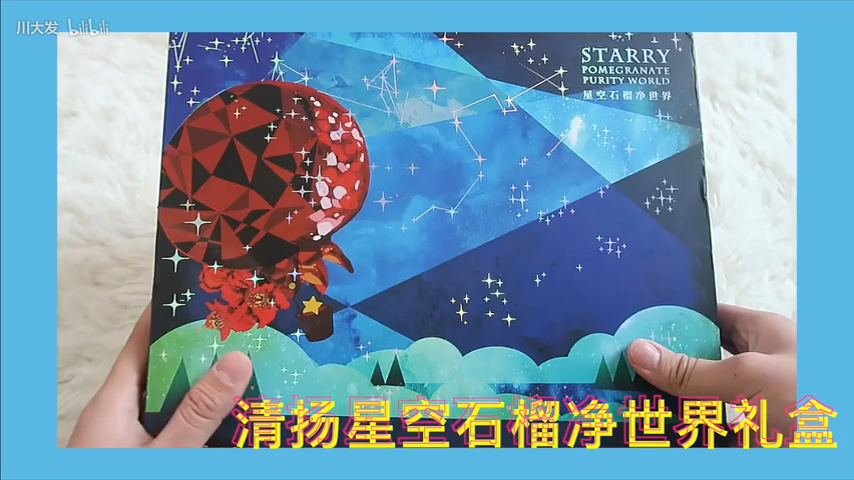 川大发 bilibili
STARRY
POMEGRANATE
PURITY WORLD
星空石榴净世界
清扬星空石榴净世界礼盒